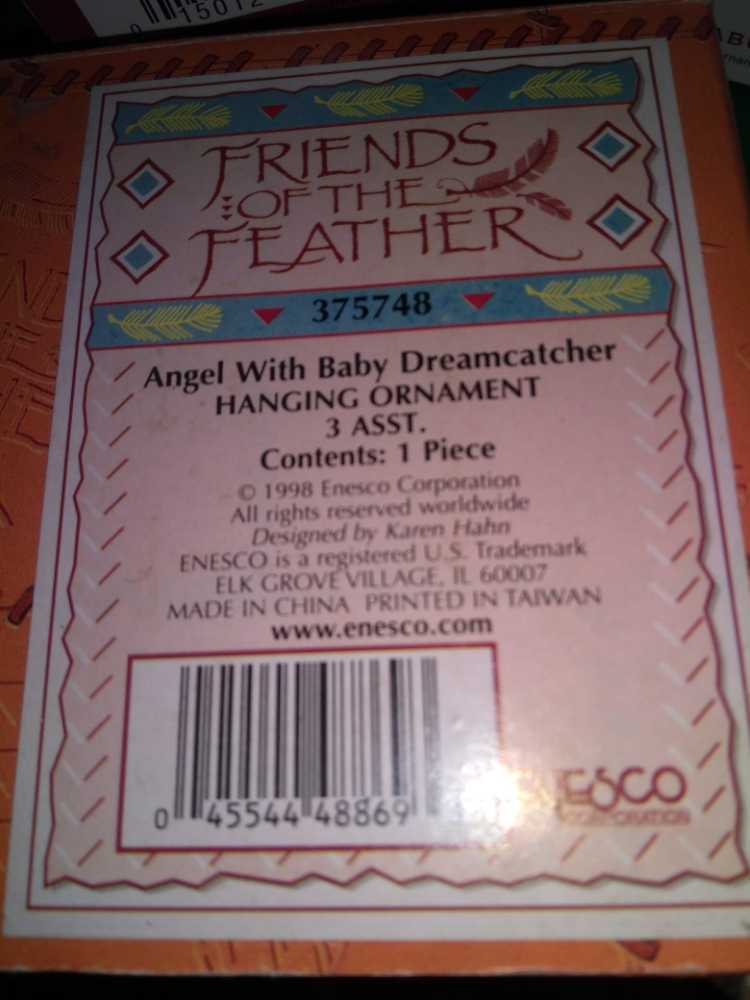 15012
FRIENDS
OF THE
FEATHER
375748
Angel With Baby Dreamcatcher
HANGING ORNAMENT
3 ASST.
Contents: 1 Piece
© 1998 Enesco Corporation
All rights reserved worldwide
Designed by Karen Hahn
ENESCO is a registered U.S. Trademark
ELK GROVE VILLAGE, IL 60007
MADE IN CHINA PRINTED IN TAIWAN
www.enesco.com
0 45544 48869
CORPORATION